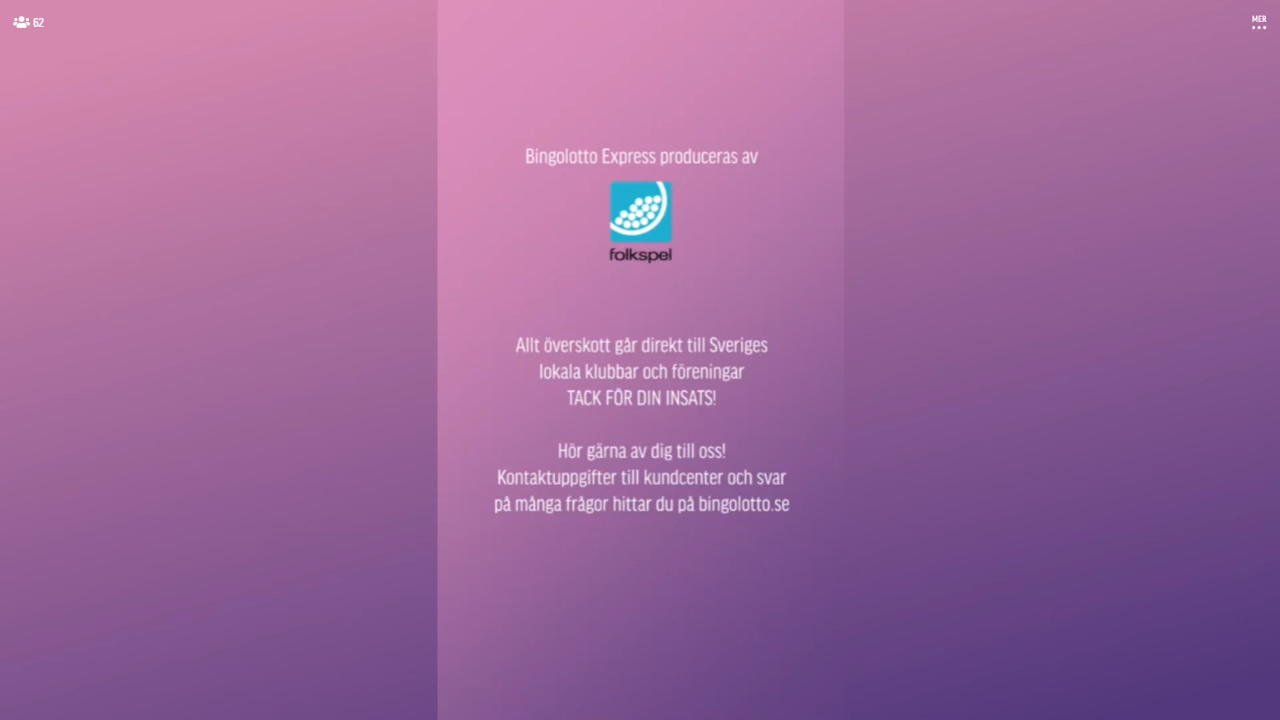 62
MER
Bingolotto Express produceras av
folkspel
Allt överskott går direkt till Sveriges
lokala klubbar och föreningar
TACK FÖR DIN INSATS!
Hör gärna av dig till oss!
Kontaktuppgifter till kundcenter och svar
på många frågor hittar du på bingolotto.se